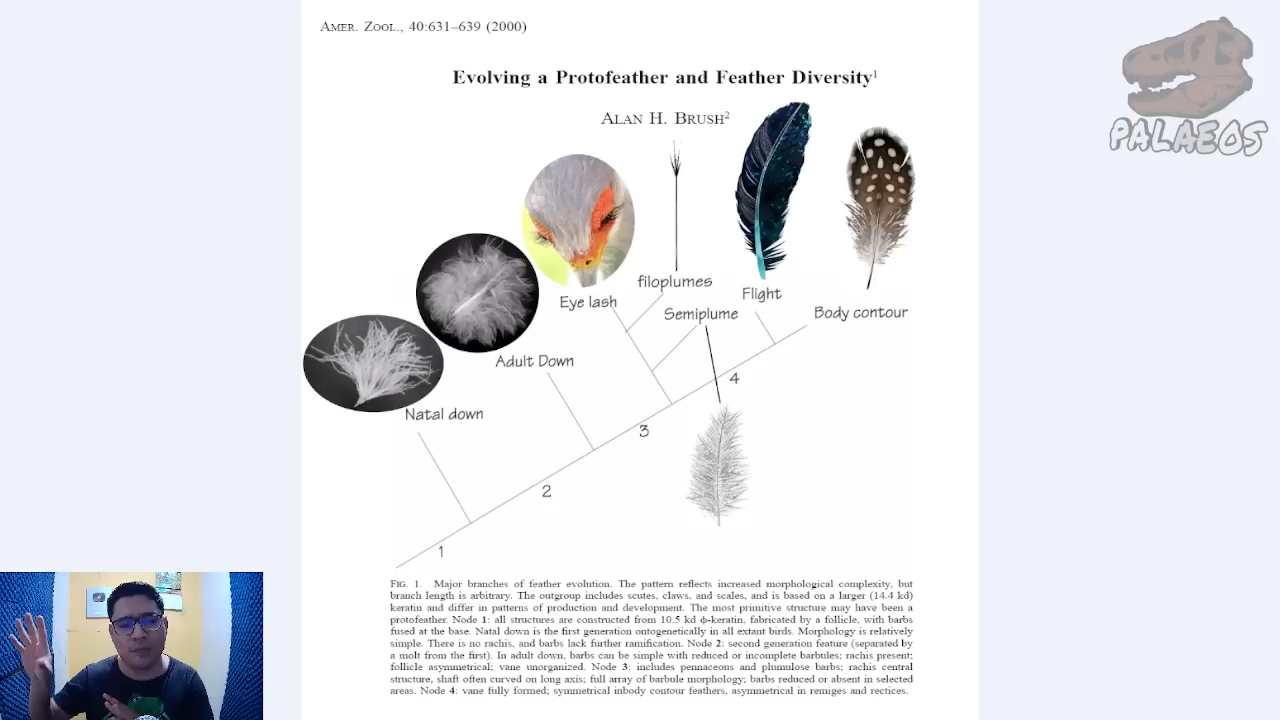 AMER. ZOOL., 40:631–639 (2000)
Evolving a Protofeather and Feather Diversity1
ALAN H. BRUSH2
PALAEOS
filoplumes
Flight
Eye lash
Semiplume
Body contour
Adult Down
4
Natal down
3
2
1
FIG. 1. Major branches of feather evolution. The pattern reflects increased morphological complexity, but
branch length is arbitrary. The outgroup includes scutes, claws, and scales, and is based on a larger (14.4 kd)
keratin and differ in patterns of production and development. The most primitive structure may have been a
protofeather. Node 1: all structures are constructed from 10.5 kd ϕ-keratin, fabricated by a follicle, with barbs
fused at the base. Natal down is the first generation ontogenetically in all extant birds. Morphology is relatively
simple. There is no rachis, and barbs lack further ramification. Node 2: second generation feature (separated by
a molt from the first). In adult down, barbs can be simple with reduced or incomplete barbules; rachis present;
follicle asymmetrical; vane unorganized. Node 3: includes pennaceous and plumulose barbs; rachis central
structure, shaft often curved on long axis; full array of barbule morphology; barbs reduced or absent in selected
areas. Node 4: vane fully formed; symmetrical inbody contour feathers, asymmetrical in remiges and rectices.